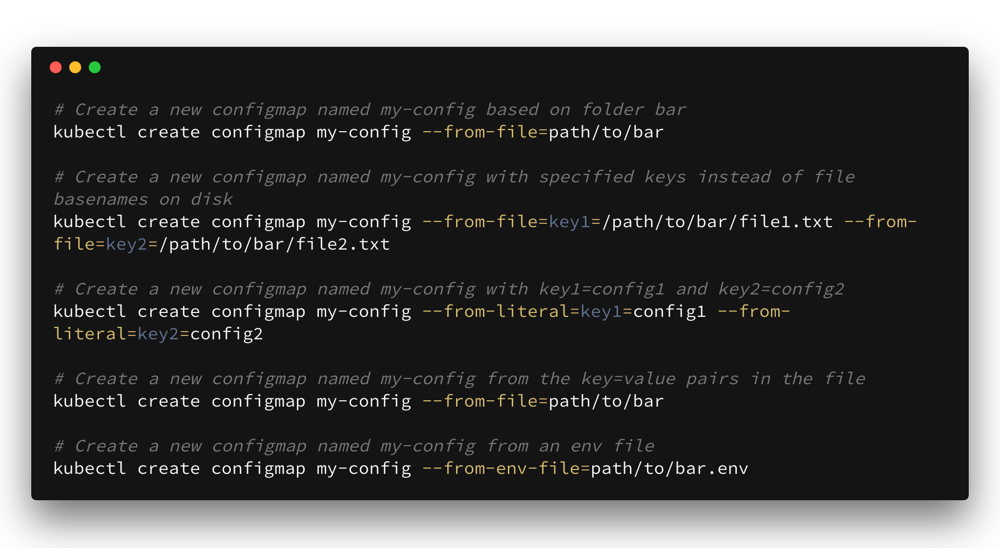 # Create a new configmap named my-config based on folder bar
kubectl create configmap my-config --from-file=path/to/bar
# Create a new configmap named my-config with specified keys instead of file
basenames on disk
kubectl create configmap my-config --from-file=key1=/path/to/bar/file1.txt --from-
file=key2=/path/to/bar/file2.txt
# Create a new configmap named my-config with key1=config1 and key2=config2
kubectl create configmap my-config --from-literal=key1=config1 --from-
literal=key2=config2
# Create a new configmap named my-config from the key=value pairs in the file
kubectl create configmap my-config --from-file=path/to/bar
# Create a new configmap named my-config from an env file
kubectl create configmap my-config --from-env-file=path/to/bar.env